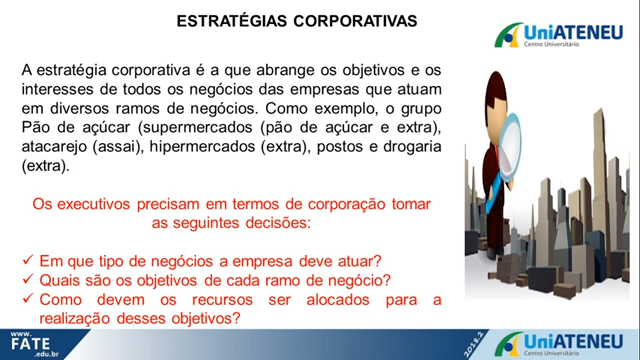 ESTRATÉGIAS CORPORATIVAS
UniATENEU
Centro Universitário
A estratégia corporativa é a que abrange os objetivos e os
interesses de todos os negócios das empresas que atuam
em diversos ramos de negócios. Como exemplo, o grupo
Pão de açúcar (supermercados (pão de açúcar e extra),
atacarejo (assai), hipermercados (extra), postos e drogaria
(extra).
Os executivos precisam em termos de corporação tomar
as seguintes decisões:
✓ Em que tipo de negócios a empresa deve atuar?
✓ Quais são os objetivos de cada ramo de negócio?
✓ Como devem os recursos ser alocados para a
realização desses objetivos?
www.
FATE
.edu.br
2018.2
UniATENEU
Centro Universitário